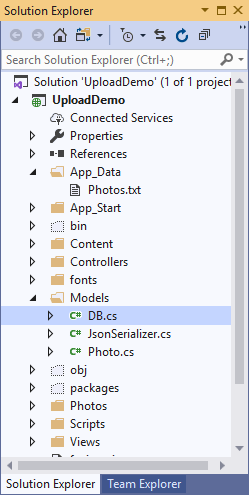 Solution Explorer
Search Solution Explorer (Ctrl+;)
Solution 'UploadDemo' (1 of 1 project
UploadDemo
Connected Services
Properties
References
App_Data
Photos.txt
App_Start
bin
Content
Controllers
fonts
Models
C# DB.cs
C# JsonSerializer.cs
C# Photo.cs
obj
packages
Photos
Scripts
Views
Solution Explorer Team Explorer